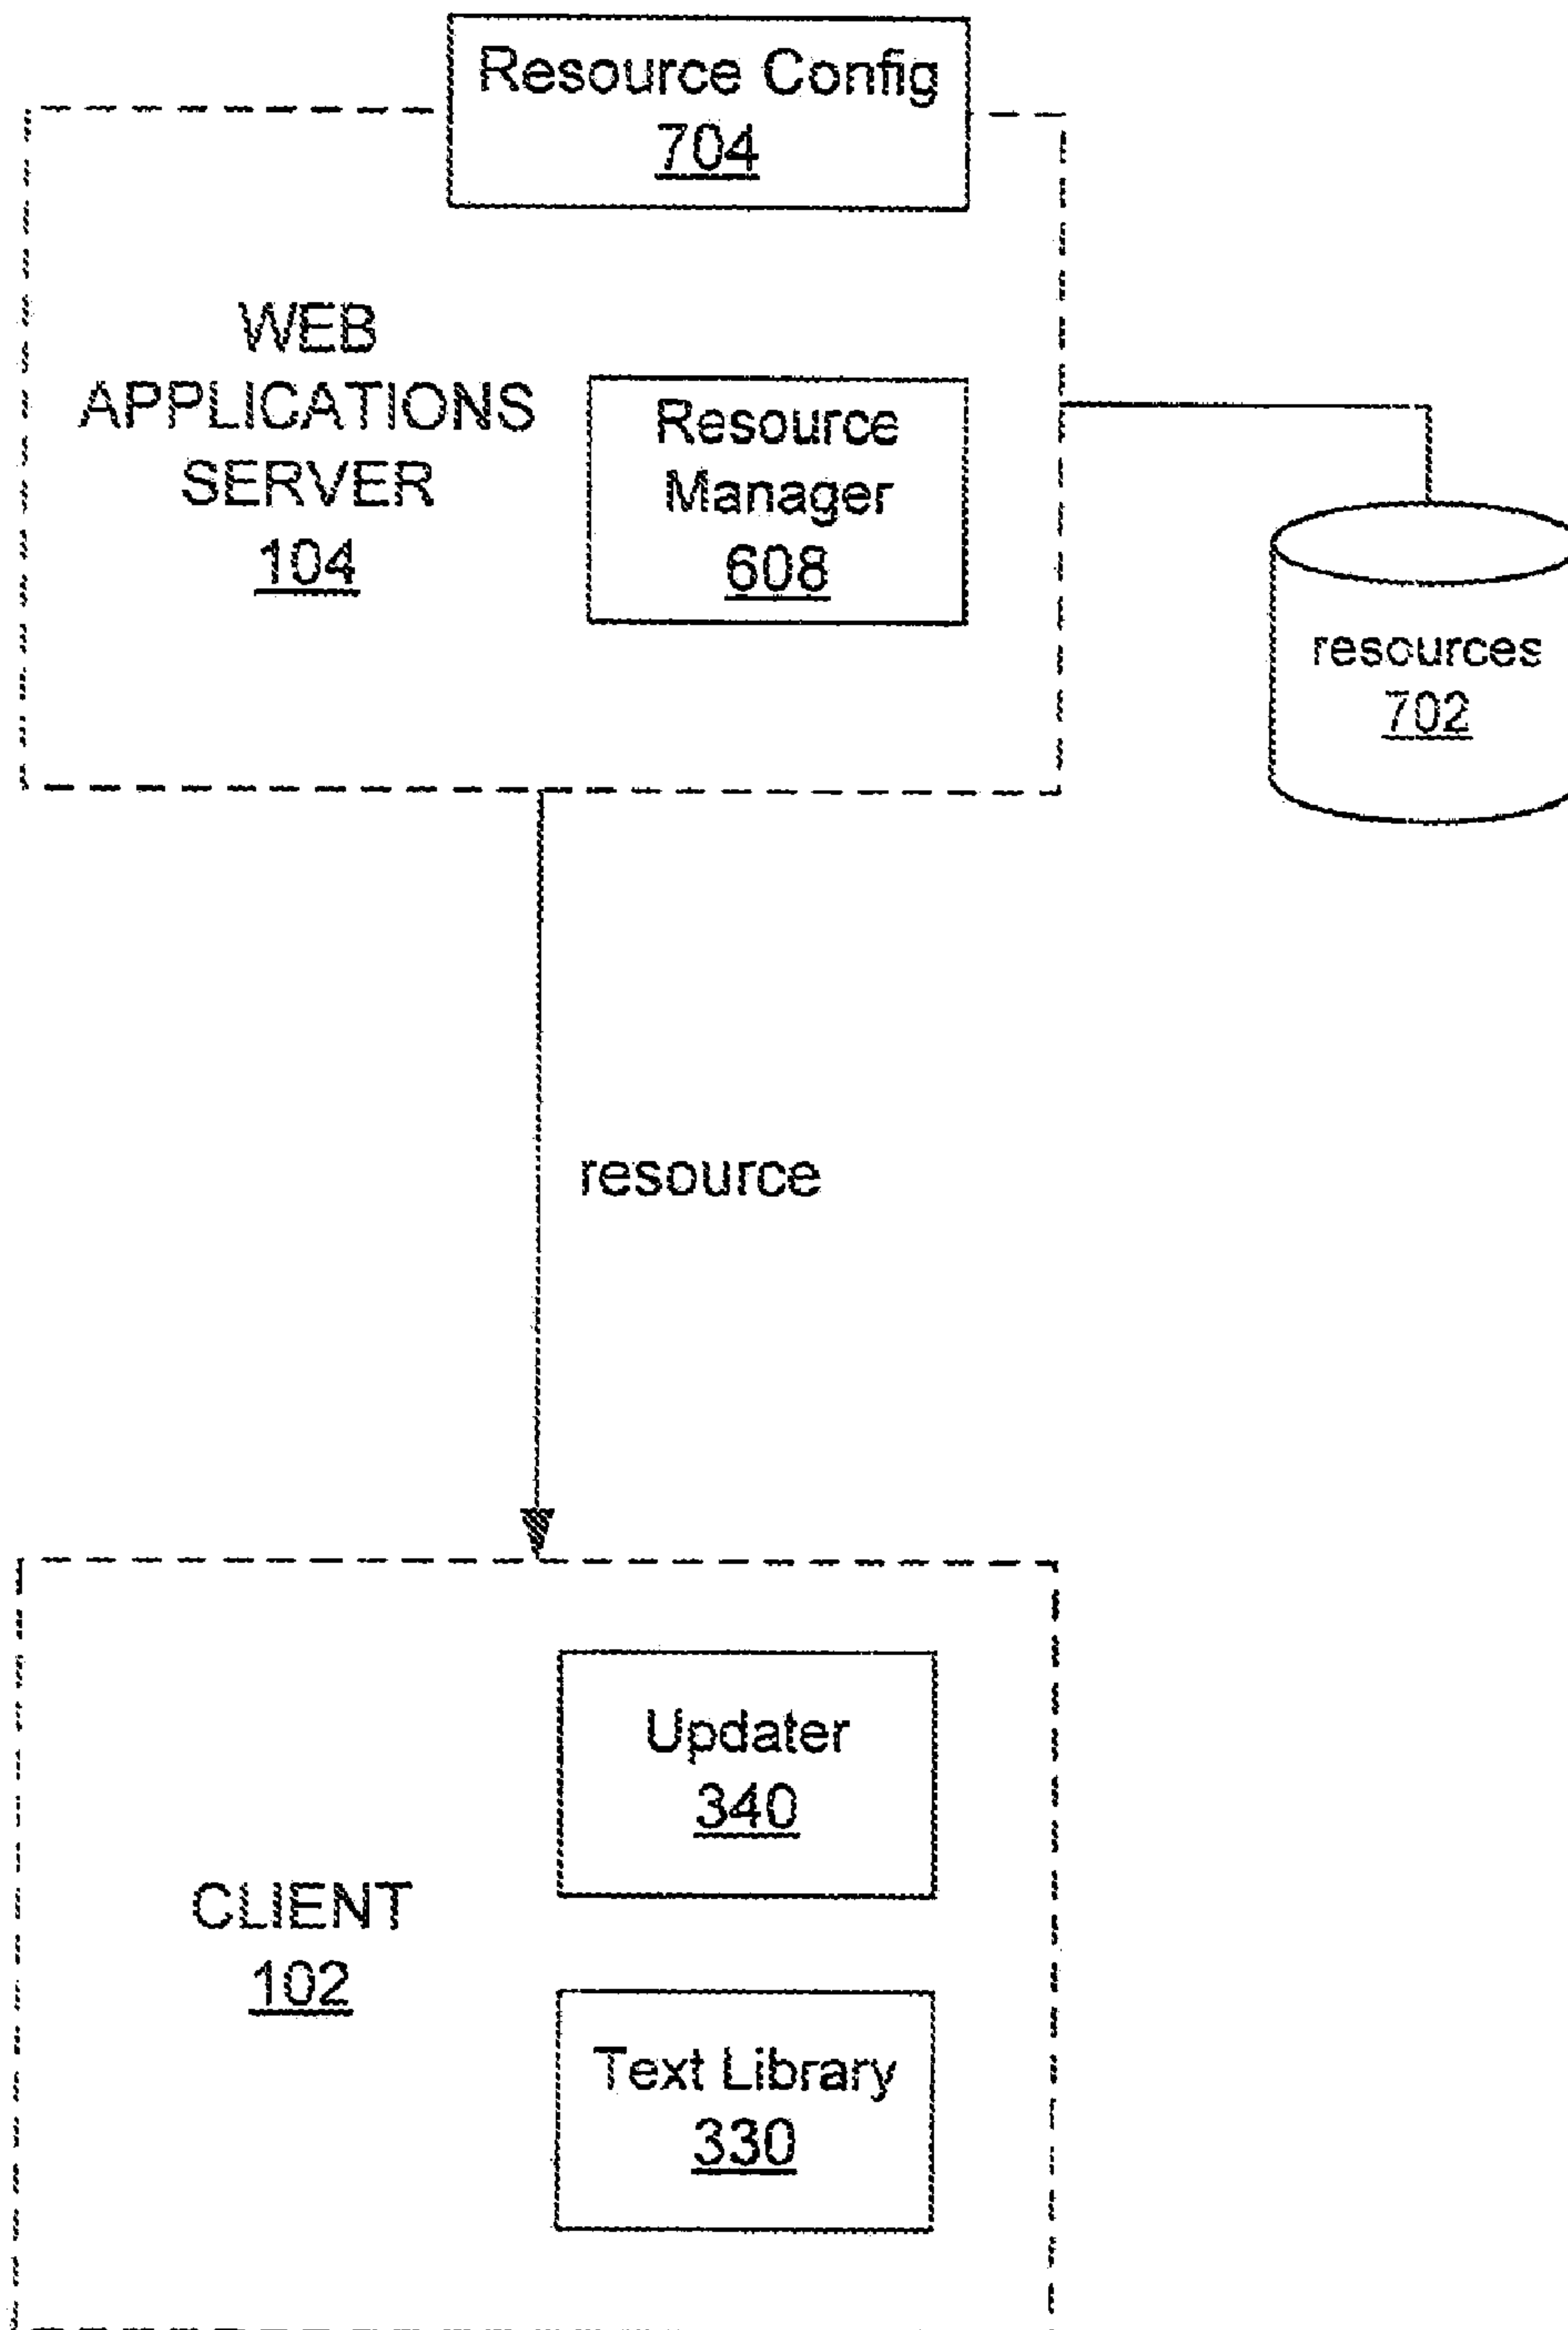 Resource Config
704
WEB
APPLICATIONS
SERVER
104
Resource
Manager
608
resources
702
resource
Updater
340
CLIENT
102
Text Library
330